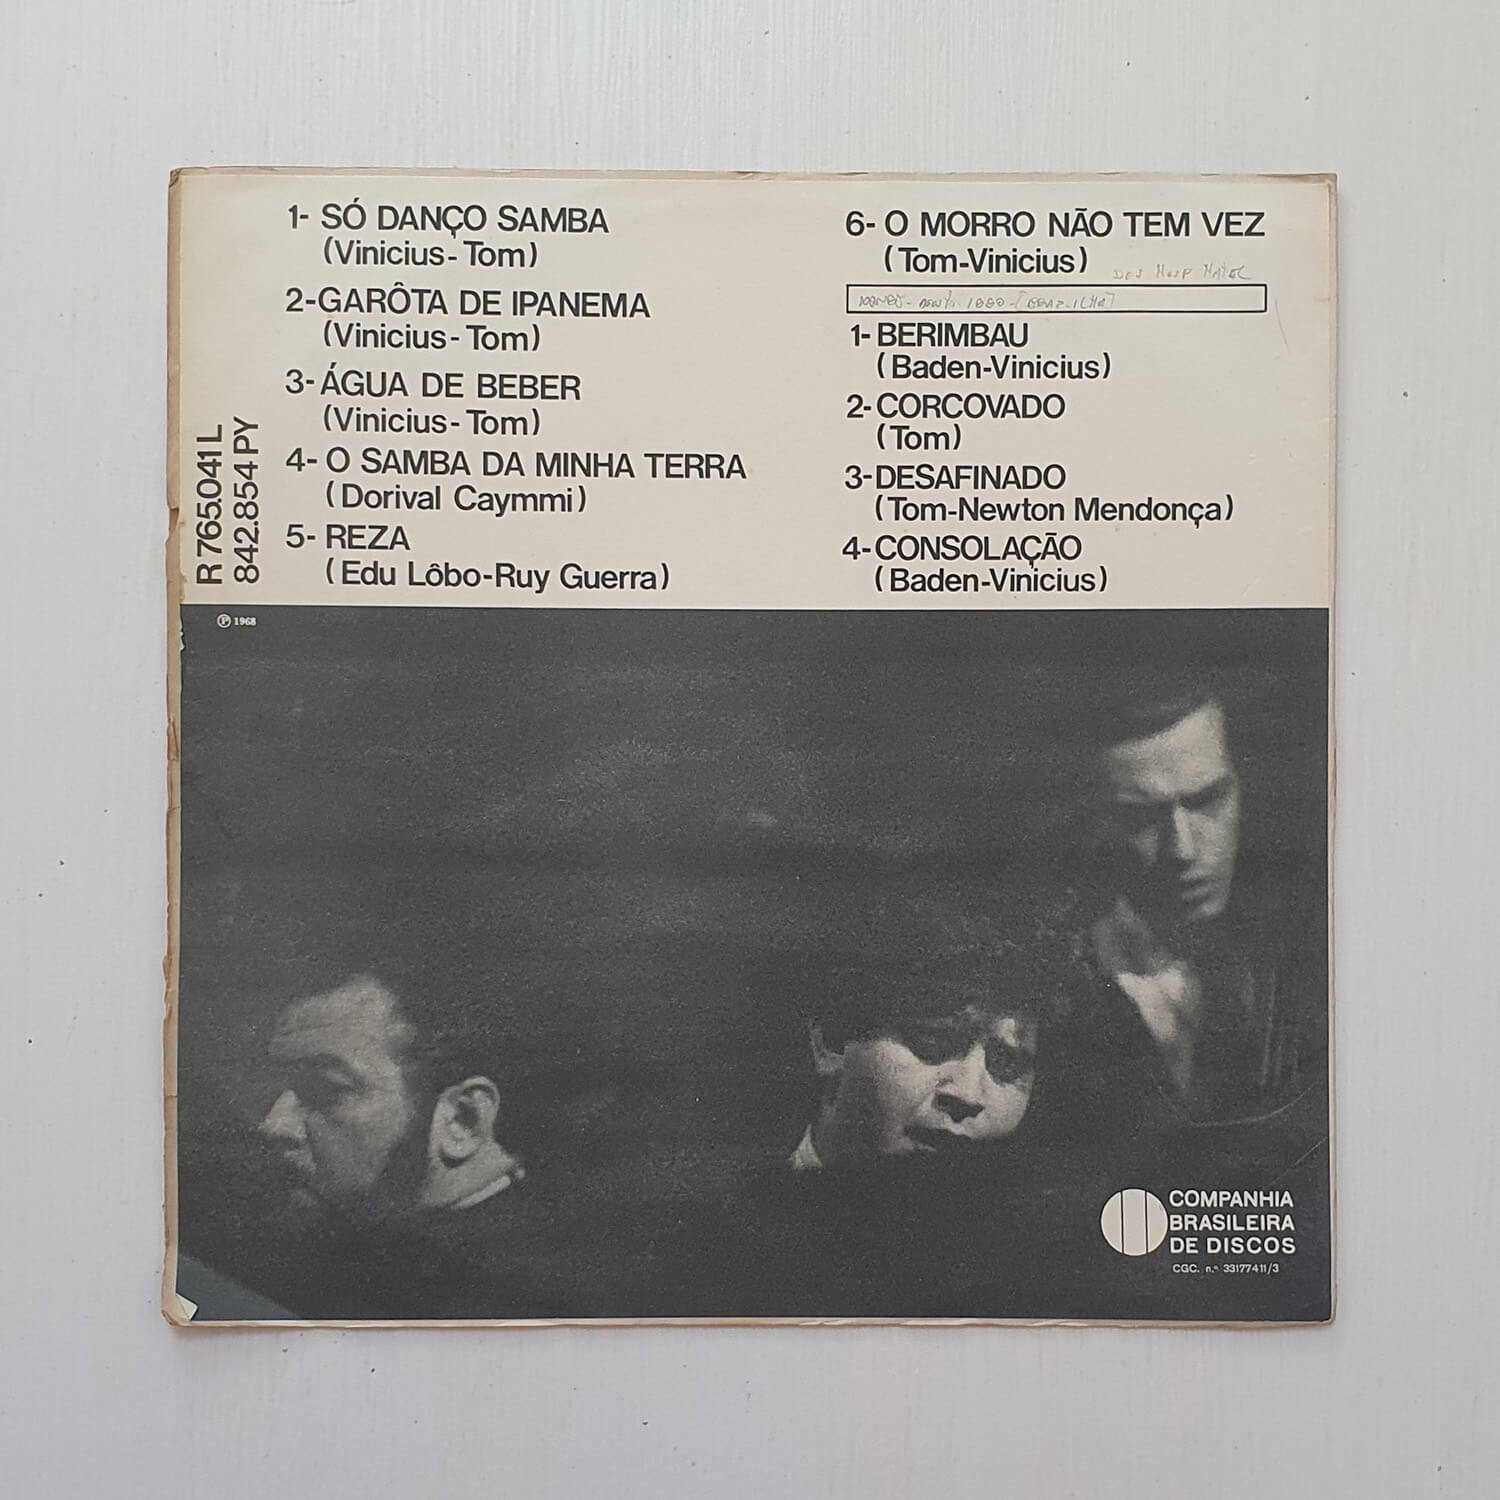 1- SÓ DANÇO SAMBA
(Vinicius- Tom)
2-GARÔTA DE IPANEMA
(Vinicius- Tom)
3-ÁGUA DE BEBER
(Vinicius- Tom)
4- O SAMBA DA MINHA TERRA
( Dorival Caymmi)
5- REZA
( Edu Lôbo-Ruy Guerra)
6- O MORRO NÃO TEM VEZ
( Tom-Vinicius)
1- BERIMBAU
( Baden-Vinicius)
2-CORCOVADO
( Tom)
3-DESAFINADO
(Tom-Newton Mendonça)
4-CONSOLAÇÃO
( Baden-Vinicius)
R 765.041 L
842.854 PY
℗ 1968
COMPANHIA
BRASILEIRA
DE DISCOS
CGC. n.º 33177411/3